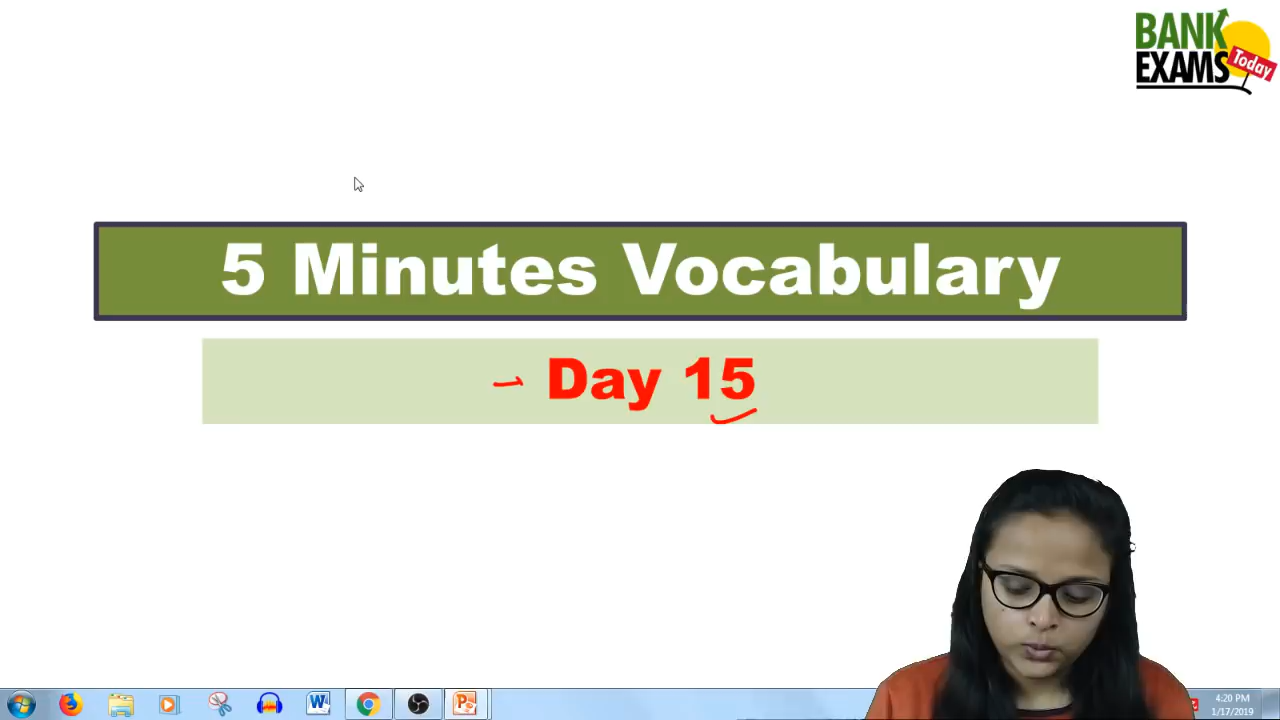 BANK
EXAMS
Today
5 Minutes Vocabulary
Day 15
4:20 PM
1/17/2019